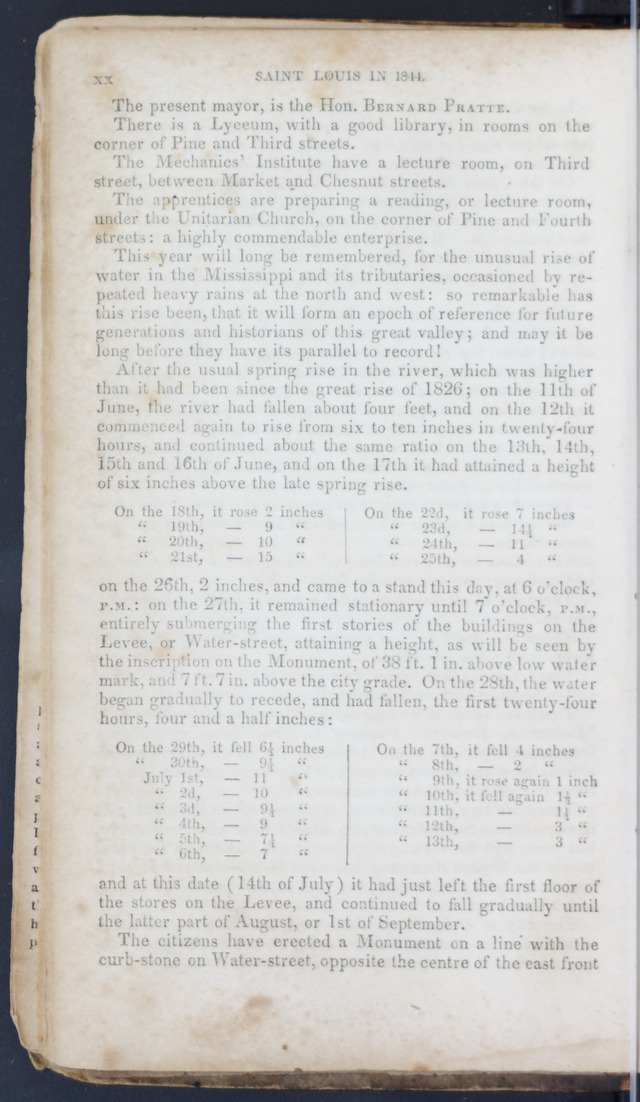 xx SAINT LOUIS IN 1844.
The present mayor, is the Hon. BERNARD PRATTE.
There is a Lyceum, with a good library, in rooms on the
corner of Pine and Third streets.
The Mechanics' Institute have a lecture room, on Third
street, between Market and Chesnut streets.
The apprentices are preparing a reading, or lecture room,
under the Unitarian Church, on the corner of Pine and Fourth
streets: a highly commendable enterprise.
This year will long be remembered, for the unusual rise of
water in the Mississippi and its tributaries, occasioned by re-
peated heavy rains at the north and west: so remarkable has
this rise been, that it will form an epoch of reference for future
generations and historians of this great valley; and may it be
long before they have its parallel to record!
After the usual spring rise in the river, which was higher
than it had been since the great rise of 1826; on the 11th of
June, the river had fallen about four feet, and on the 12th it
commenced again to rise from six to ten inches in twenty-four
hours, and continued about the same ratio on the 13th, 14th,
15th and 16th of June, and on the 17th it had attained a height
of six inches above the late spring rise.
On the 18th, it rose 2 inches
“ 19th, — 9 “
“ 20th, — 10 “
“ 21st, — 15 “
On the 22d, it rose 7 inches
“ 23d, — 14½ “
“ 24th, — 11 “
“ 25th, — 4 “
on the 26th, 2 inches, and came to a stand this day, at 6 o'clock,
P.M.: on the 27th, it remained stationary until 7 o'clock, P.M.,
entirely submerging the first stories of the buildings on the
Levee, or Water-street, attaining a height, as will be seen by
the inscription on the Monument, of 38 ft. 1 in. above low water
mark, and 7 ft. 7 in. above the city grade. On the 28th, the water
began gradually to recede, and had fallen, the first twenty-four
hours, four and a half inches:
On the 29th, it fell 6½ inches
“ 30th, — 9½ “
July 1st, — 11 “
“ 2d, — 10 “
“ 3d, — 9½ “
“ 4th, — 9 “
“ 5th, — 7½ “
“ 6th, — 7 “
On the 7th, it fell 4 inches
“ 8th, — 2 “
“ 9th, it rose again 1 inch
“ 10th, it fell again 1½ “
“ 11th, — 1½ “
“ 12th, — 3 “
“ 13th, — 3 “
and at this date (14th of July) it had just left the first floor of
the stores on the Levee, and continued to fall gradually until
the latter part of August, or 1st of September.
The citizens have erected a Monument on a line with the
curb-stone on Water-street, opposite the centre of the east front